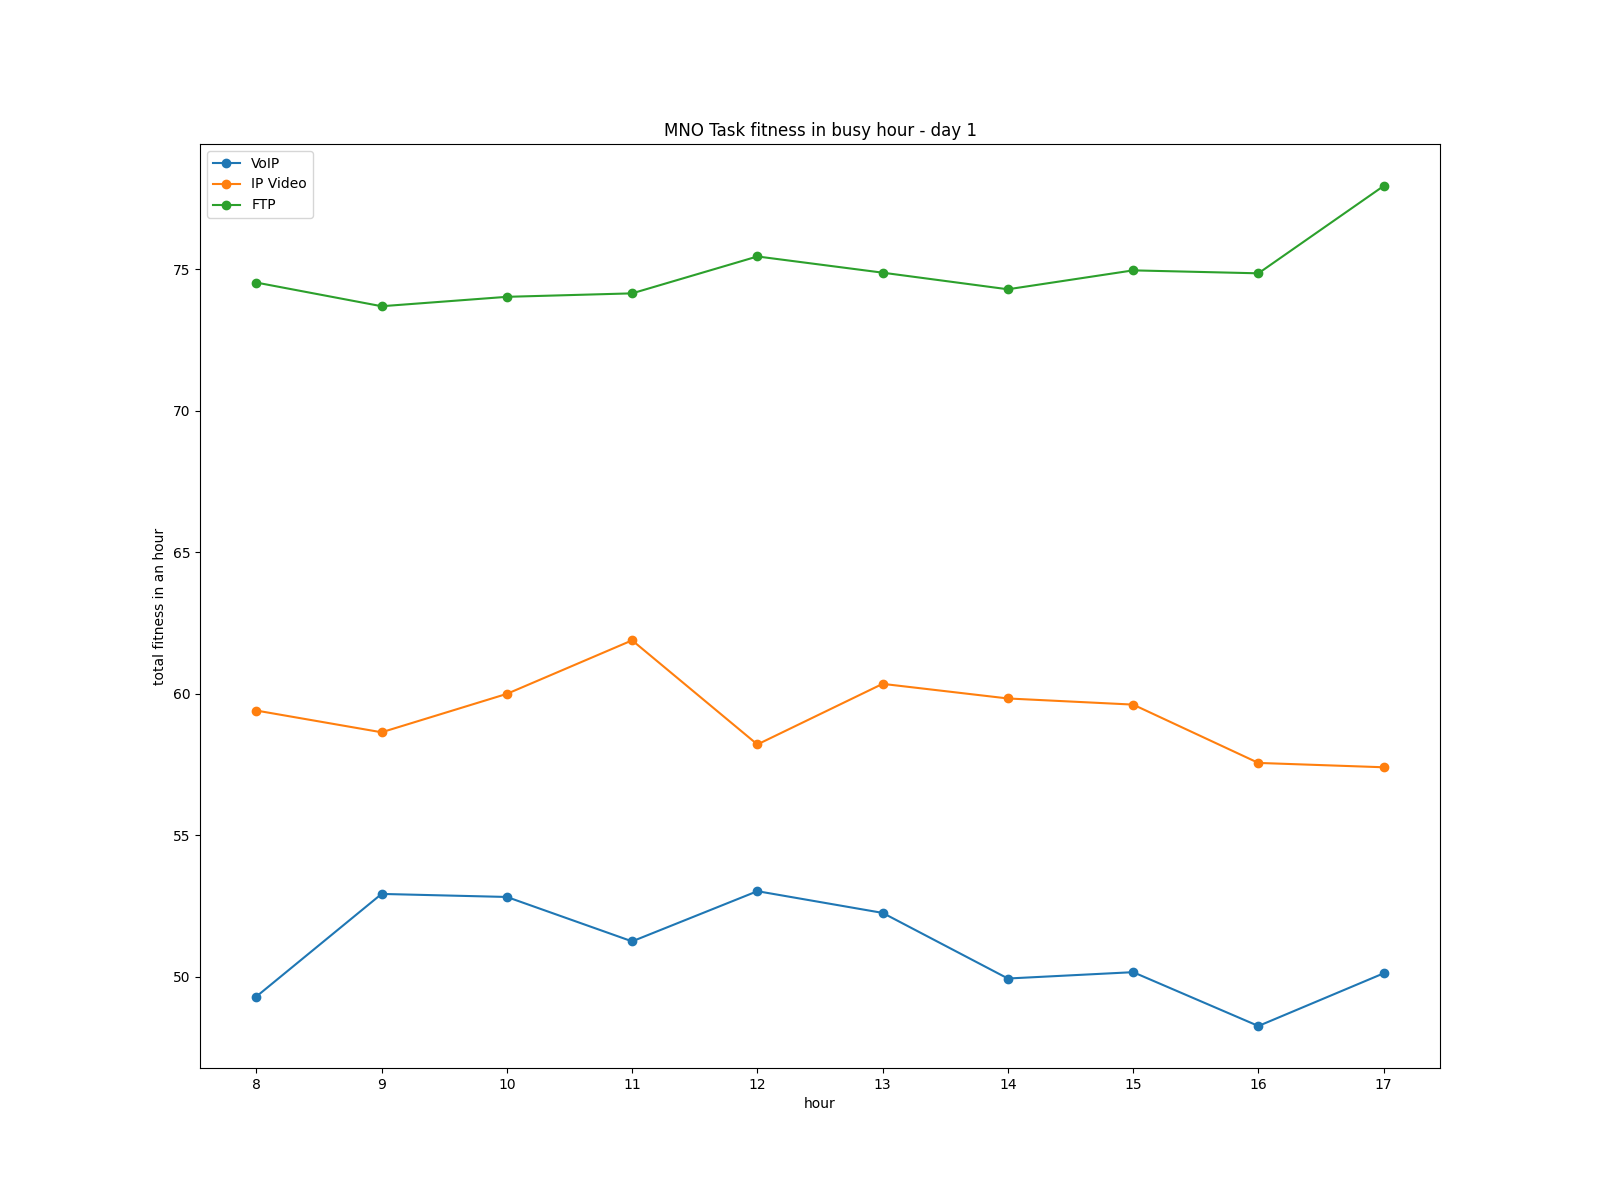 MNO Task fitness in busy hour - day 1
VoIP
IP Video
FTP
75
70
65
60
55
50
total fitness in an hour
8 9 10 11 12 13 14 15 16 17
hour